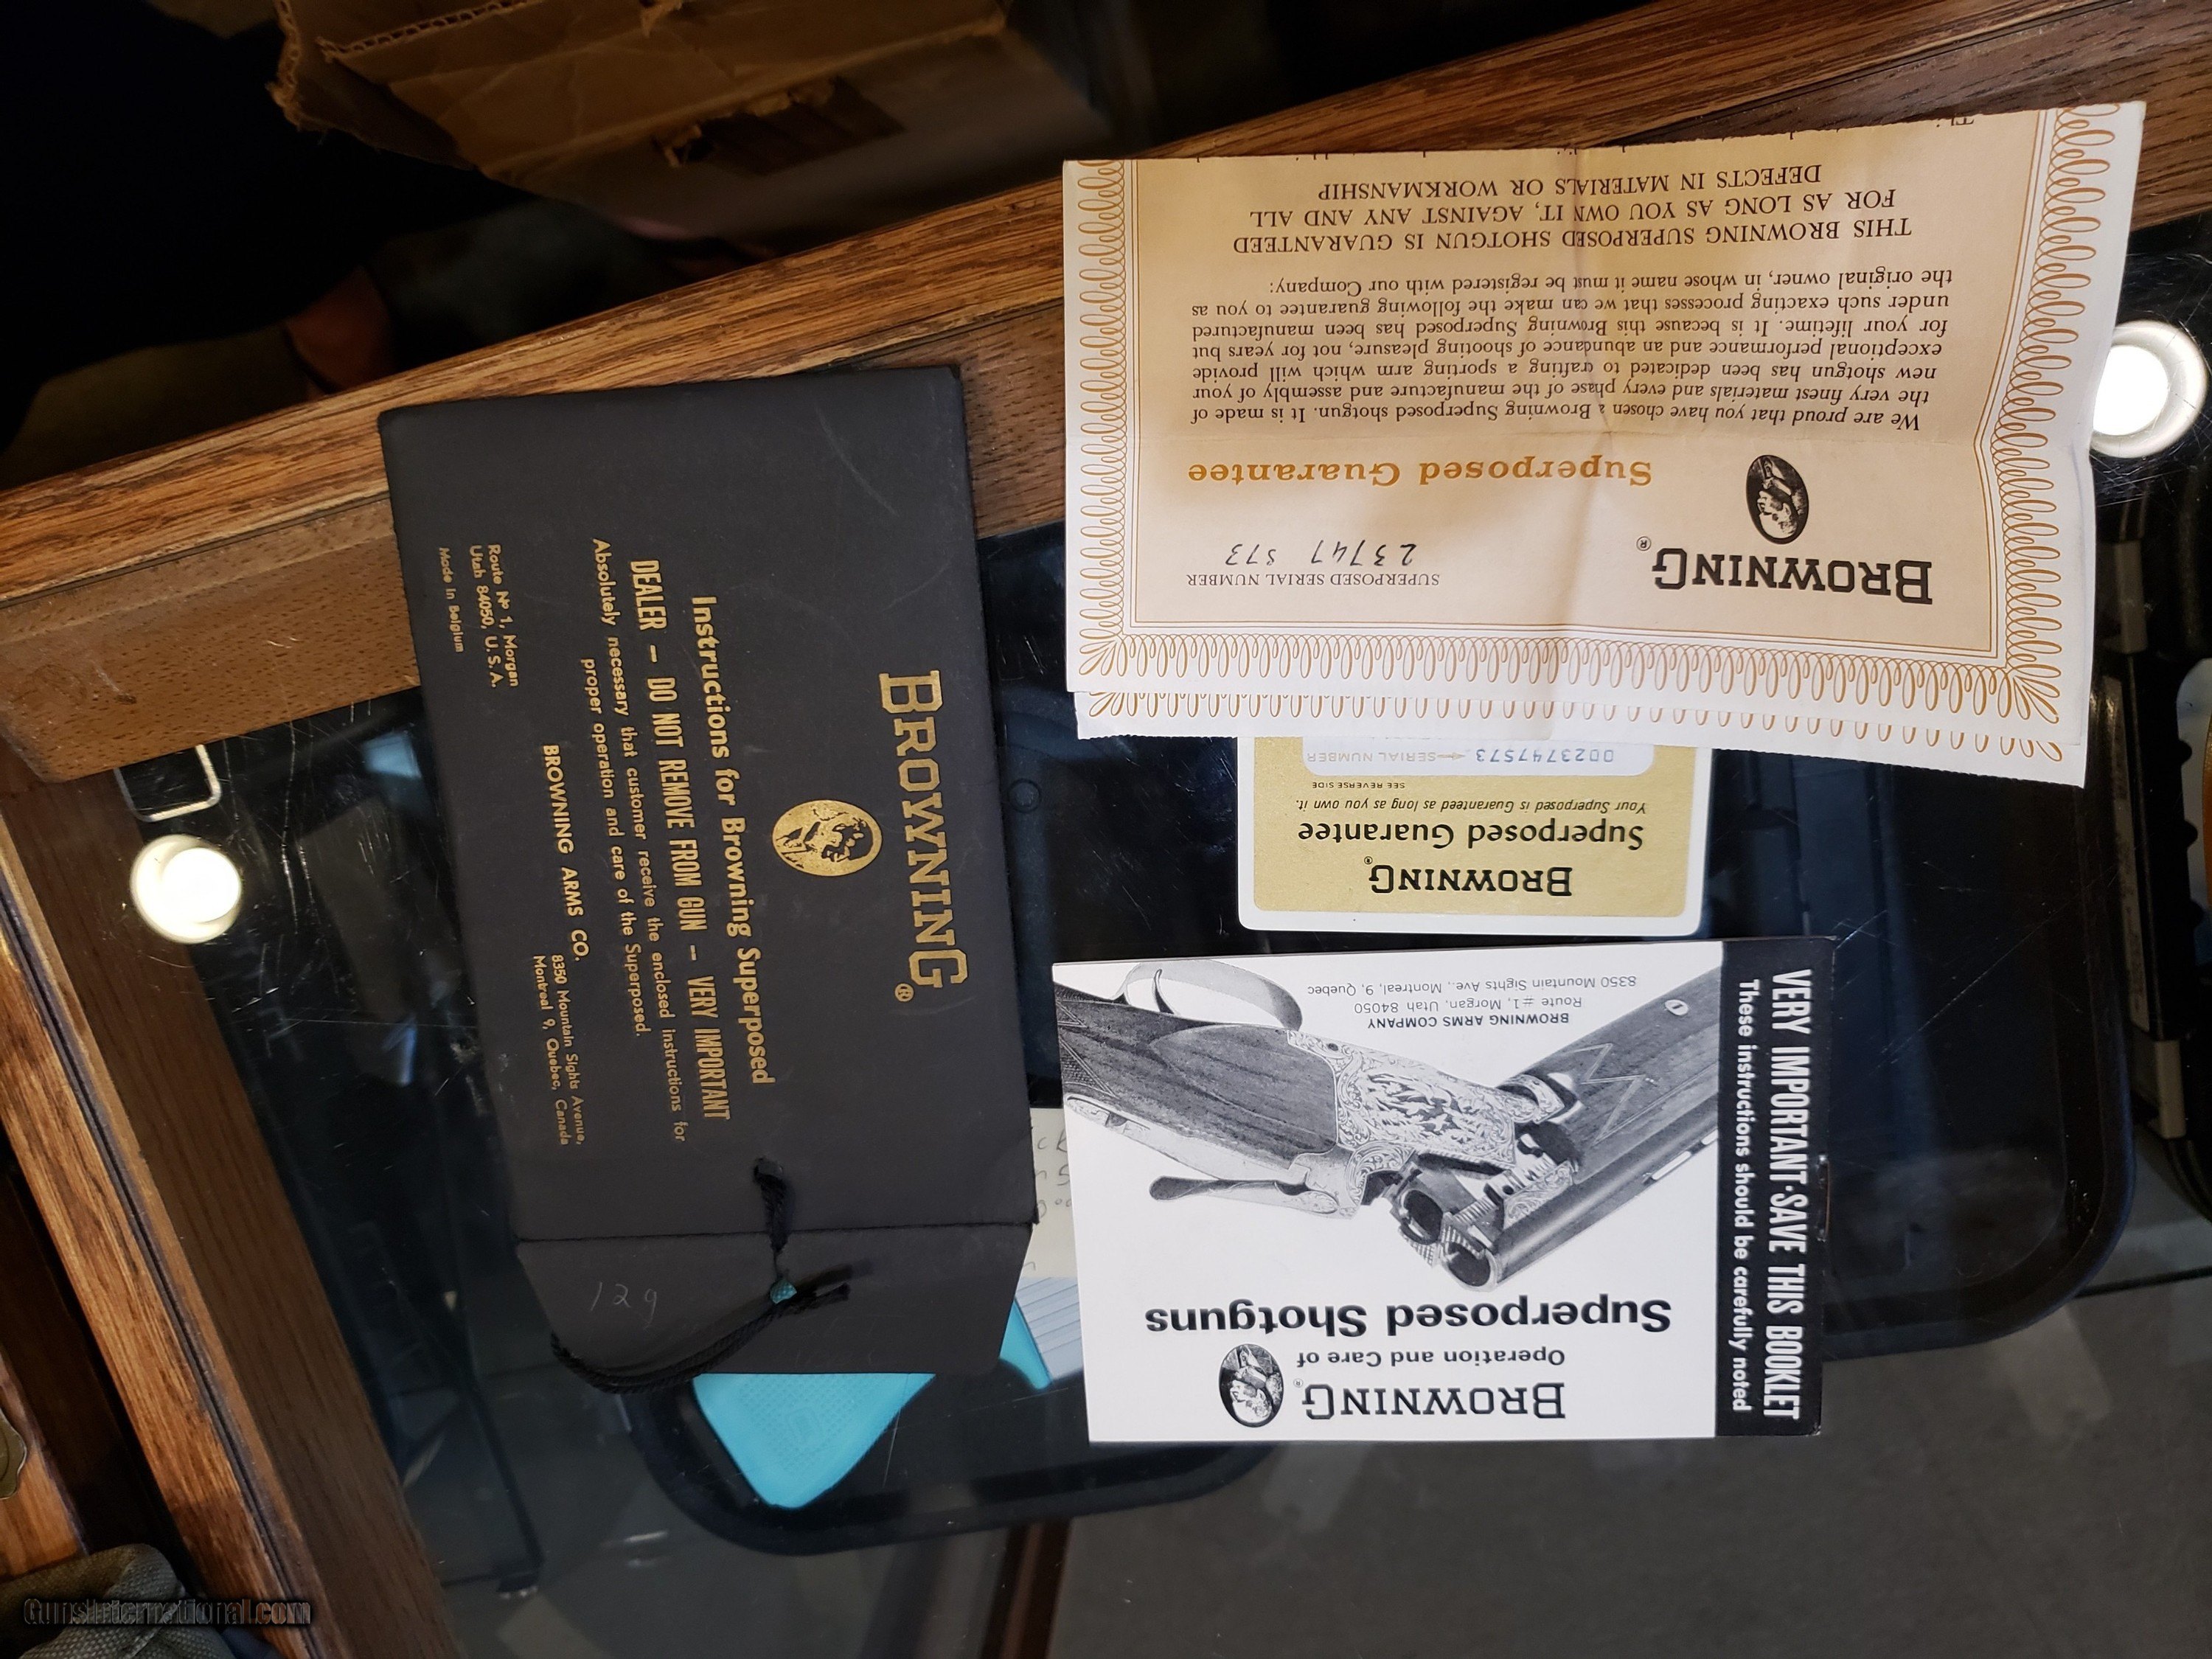 BROWNING®
Instructions for Browning Superposed
DEALER – DO NOT REMOVE FROM GUN – VERY IMPORTANT
Absolutely necessary that customer receive the enclosed instructions for
proper operation and care of the Superposed.
BROWNING ARMS CO.
Route Nº 1, Morgan
Utah 84050, U. S. A.
8350 Mountain Sights Avenue,
Montreal 9, Quebec, Canada
Made in Belgium
12g
BROWNING®
SUPERPOSED SERIAL NUMBER
23747 S73
Superposed Guarantee
We are proud that you have chosen a Browning Superposed shotgun. It is made of
the very finest materials and every phase of the manufacture and assembly of your
new shotgun has been dedicated to crafting a sporting arm which will provide
exceptional performance and an abundance of shooting pleasure, not for years but
for your lifetime. It is because this Browning Superposed has been manufactured
under such exacting processes that we can make the following guarantee to you as
the original owner, in whose name it must be registered with our Company:
THIS BROWNING SUPERPOSED SHOTGUN IS GUARANTEED
FOR AS LONG AS YOU OWN IT, AGAINST ANY AND ALL
DEFECTS IN MATERIALS OR WORKMANSHIP
BROWNING®
Superposed Guarantee
Your Superposed is Guaranteed as long as you own it.
SEE REVERSE SIDE
0023747S73 SERIAL NUMBER
VERY IMPORTANT·SAVE THIS BOOKLET
These instructions should be carefully noted
BROWNING®
Operation and Care of
Superposed Shotguns
BROWNING ARMS COMPANY
Route #1, Morgan, Utah 84050
8350 Mountain Sights Ave., Montreal, 9, Quebec
GunsInternational.com